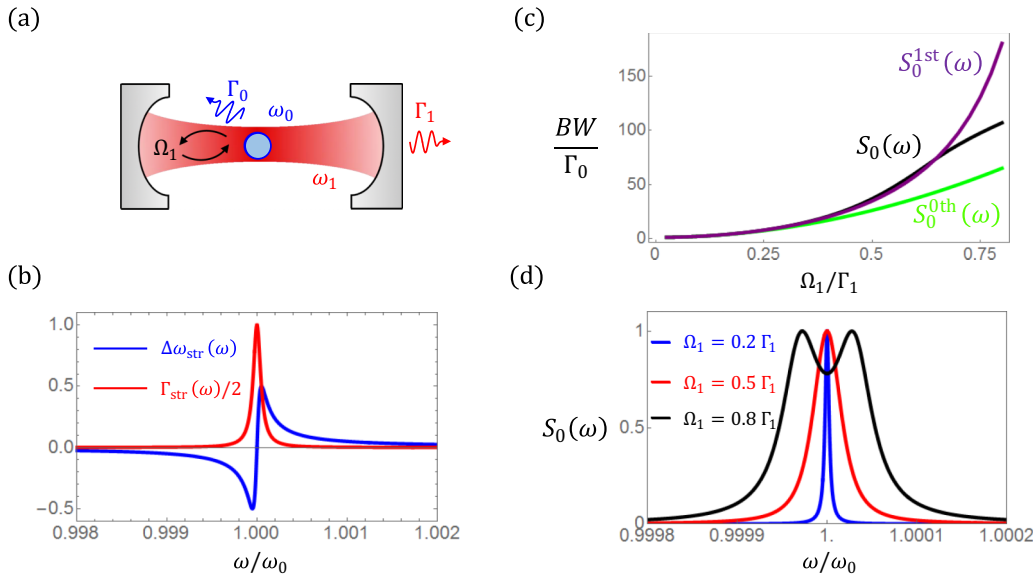 (a)
Γ₀
ω₀
Γ₁
Ω₁
ω₁
(b)
1.0
0.5
0.0
−0.5
Δω_str(ω)
Γ_str(ω)/2
0.998 0.999 1.000 1.001 1.002
ω/ω₀
(c)
150
100
50
0
BW/Γ₀
S₀^1st(ω)
S₀(ω)
S₀^0th(ω)
0 0.25 0.5 0.75
Ω₁/Γ₁
(d)
1
0.5
0
S₀(ω)
Ω₁ = 0.2 Γ₁
Ω₁ = 0.5 Γ₁
Ω₁ = 0.8 Γ₁
0.9998 0.9999 1 1.0001 1.0002
ω/ω₀